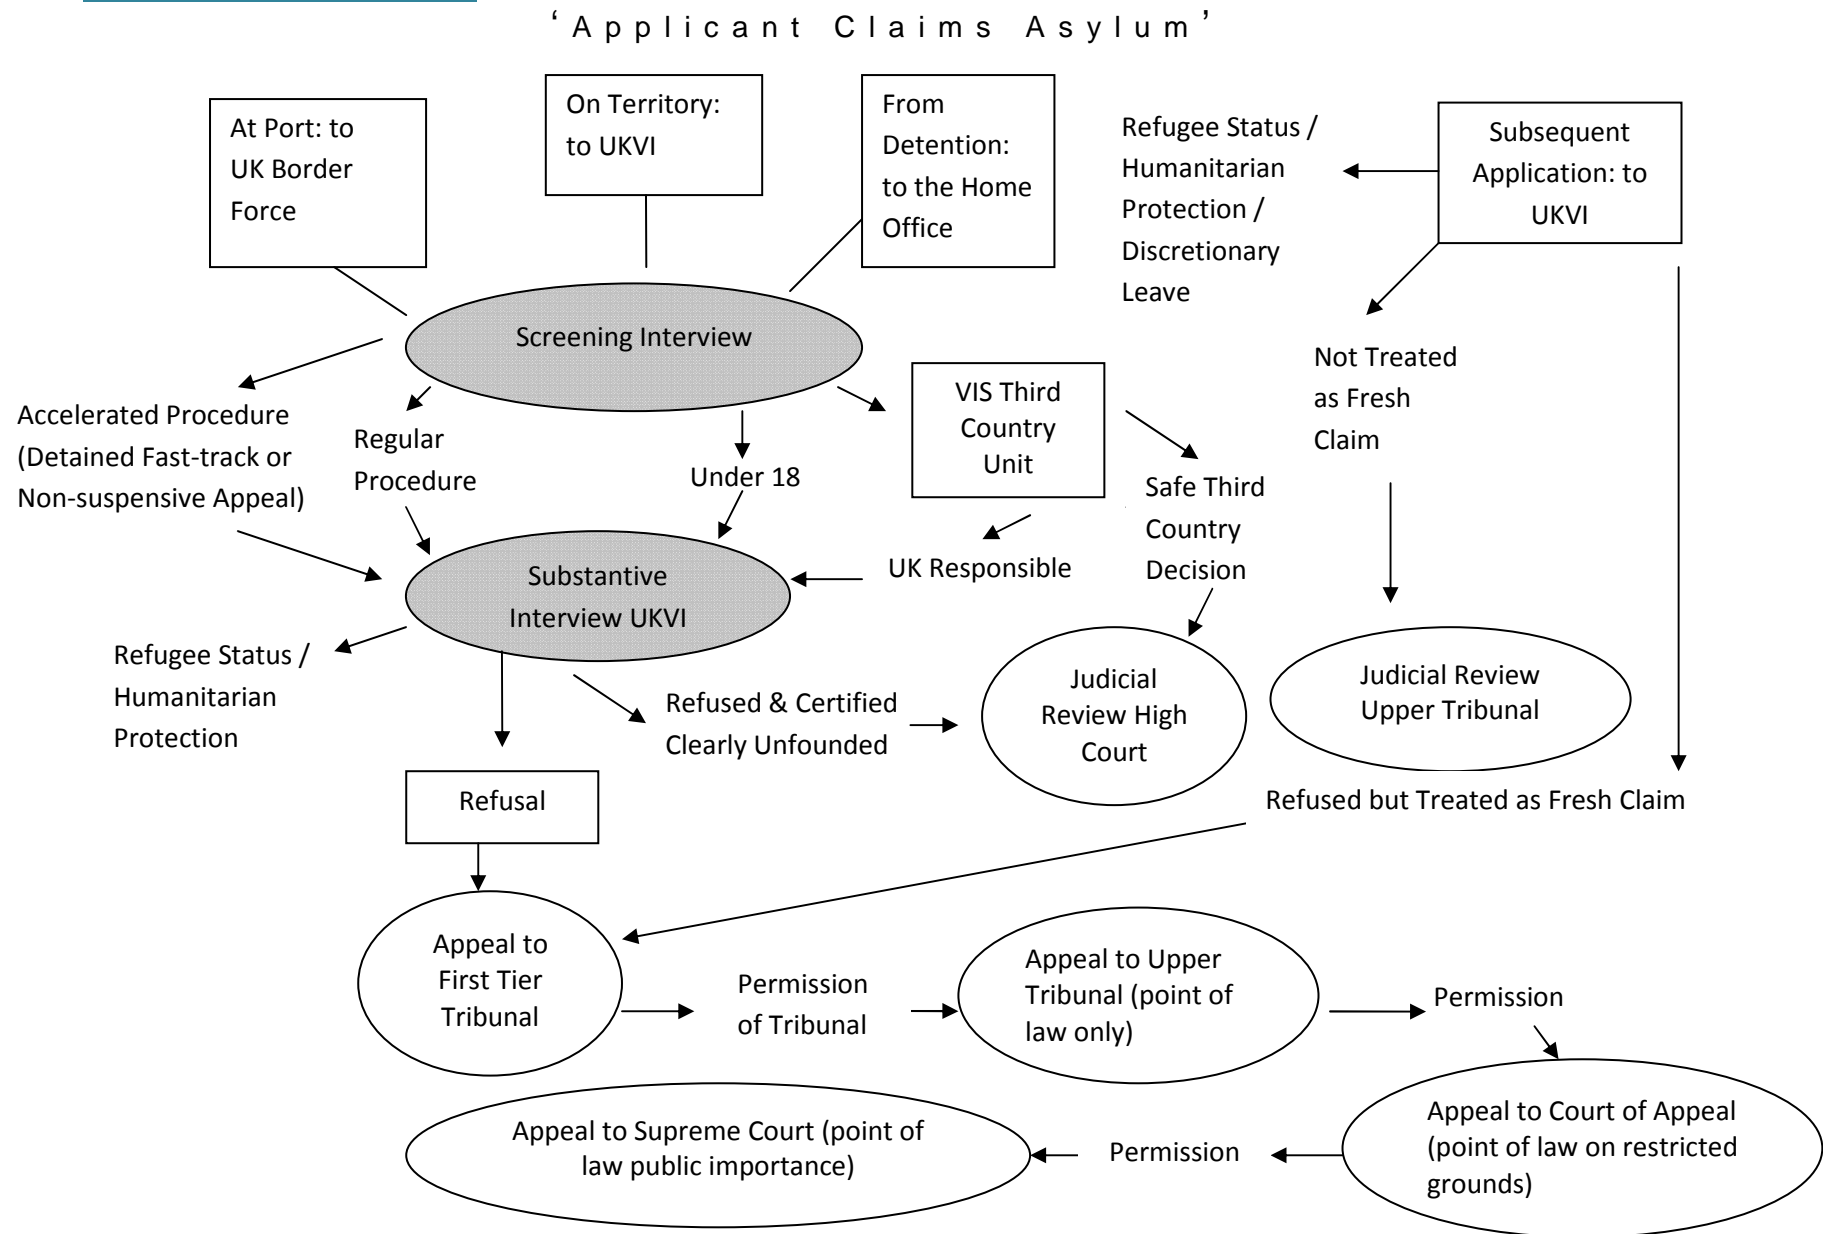 ‘Applicant Claims Asylum’
At Port: to
UK Border
Force
On Territory:
to UKVI
From
Detention:
to the Home
Office
Refugee Status /
Humanitarian
Protection /
Discretionary
Leave
Subsequent
Application: to
UKVI
Screening Interview
Not Treated
as Fresh
Claim
Accelerated Procedure
(Detained Fast-track or
Non-suspensive Appeal)
Regular
Procedure
Under 18
VIS Third
Country
Unit
Safe Third
Country
Decision
Substantive
Interview UKVI
UK Responsible
Refugee Status /
Humanitarian
Protection
Refused & Certified
Clearly Unfounded
Judicial
Review High
Court
Judicial Review
Upper Tribunal
Refusal
Refused but Treated as Fresh Claim
Appeal to
First Tier
Tribunal
Permission
of Tribunal
Appeal to Upper
Tribunal (point of
law only)
Permission
Appeal to Court of Appeal
(point of law on restricted
grounds)
Permission
Appeal to Supreme Court (point of
law public importance)